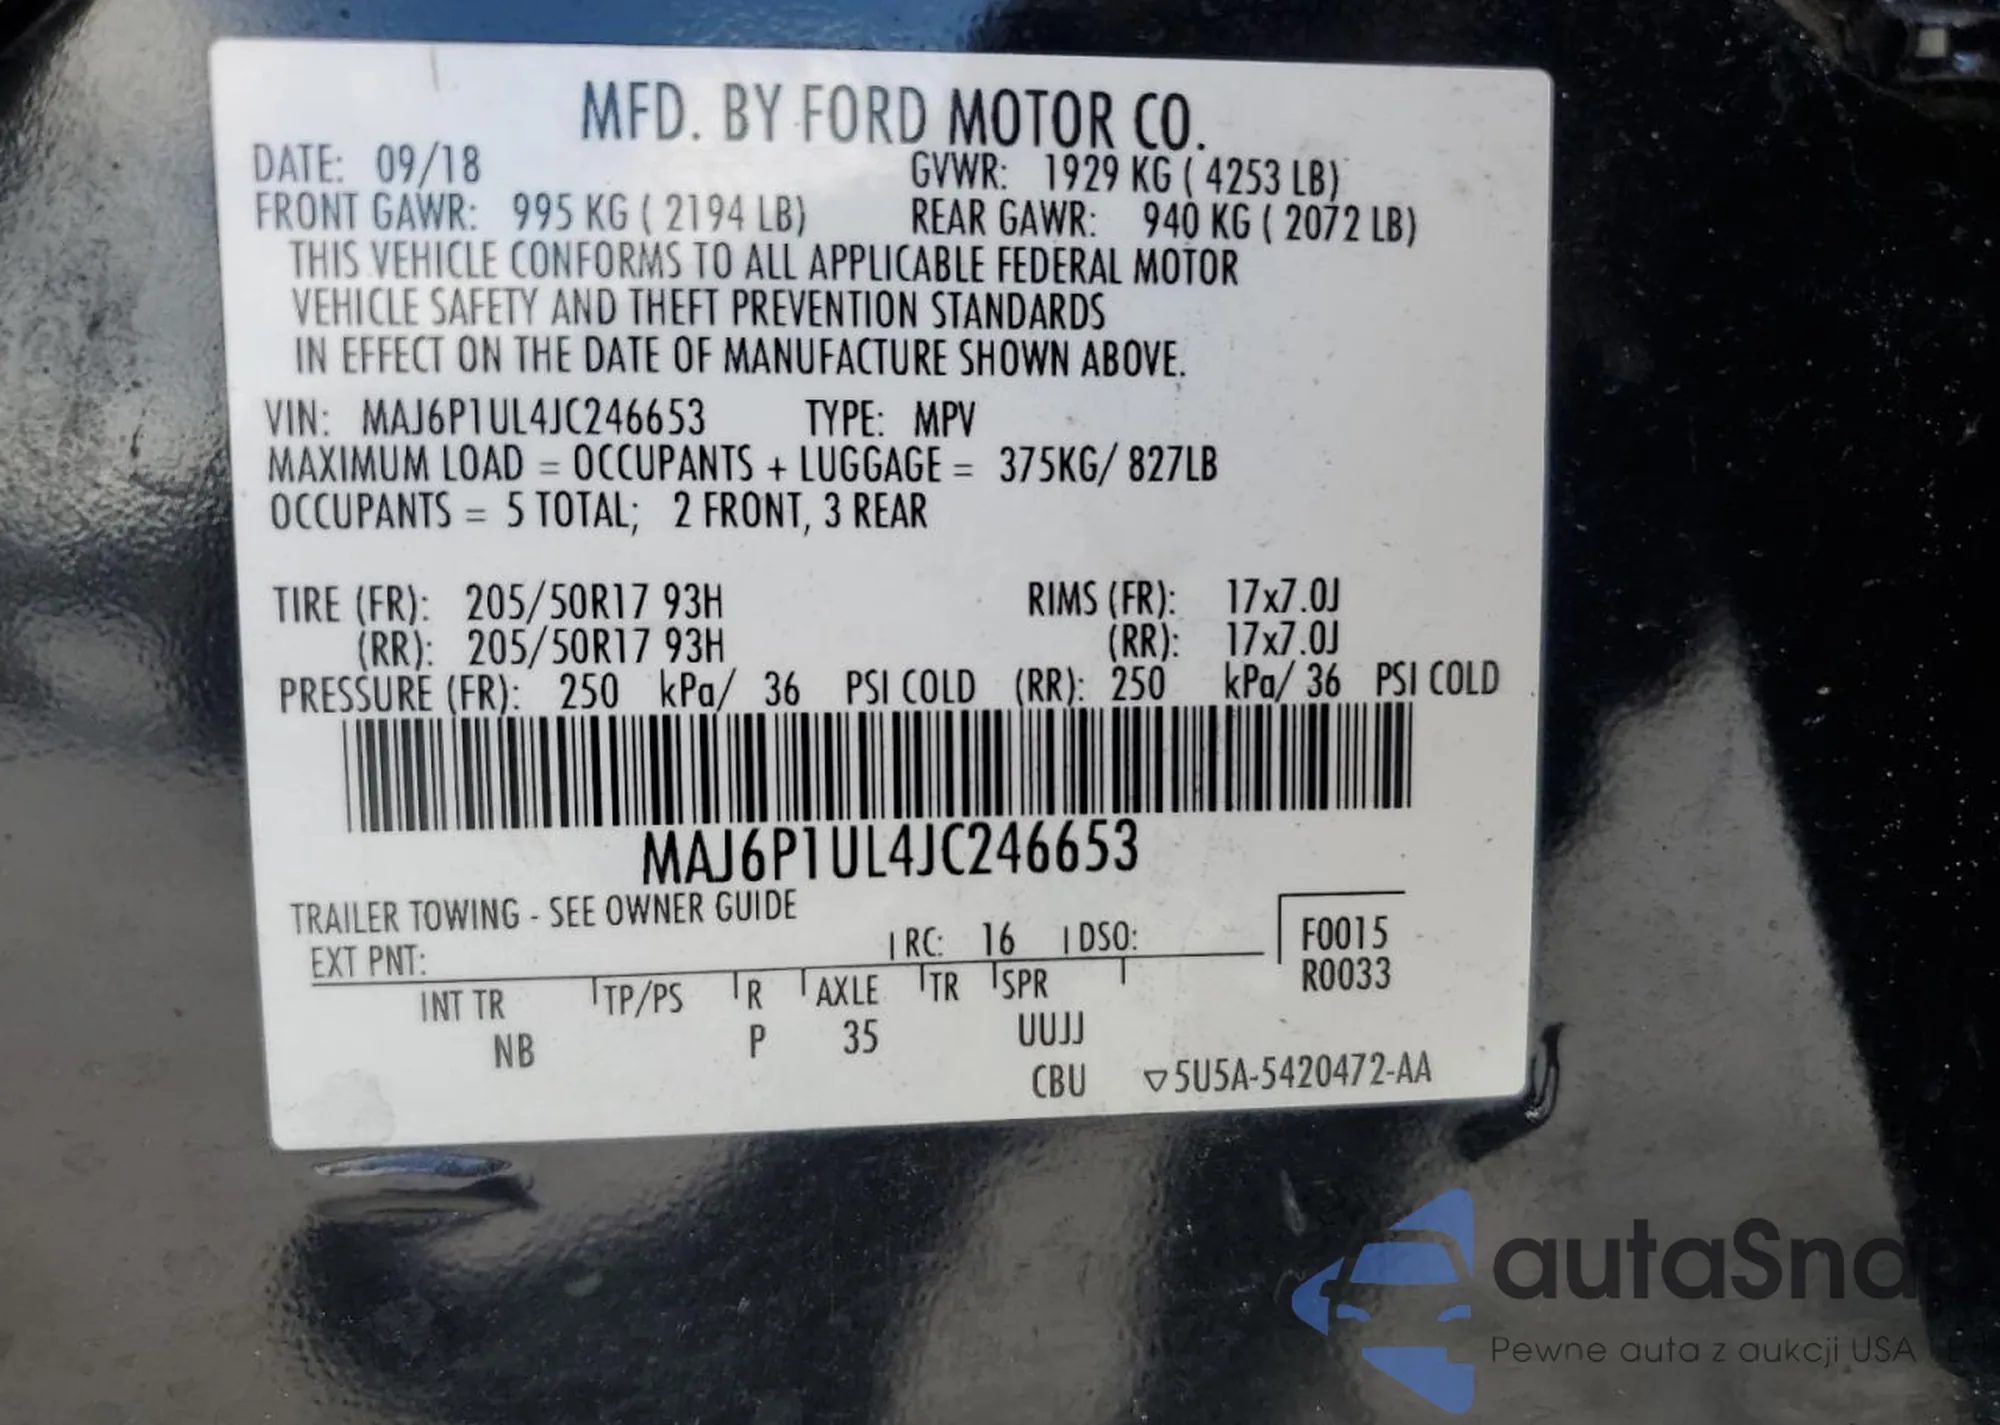 MFD. BY FORD MOTOR CO.
DATE: 09/18 GVWR: 1929 KG ( 4253 LB)
FRONT GAWR: 995 KG ( 2194 LB) REAR GAWR: 940 KG ( 2072 LB)
THIS VEHICLE CONFORMS TO ALL APPLICABLE FEDERAL MOTOR
VEHICLE SAFETY AND THEFT PREVENTION STANDARDS
IN EFFECT ON THE DATE OF MANUFACTURE SHOWN ABOVE.
VIN: MAJ6P1UL4JC246653 TYPE: MPV
MAXIMUM LOAD = OCCUPANTS + LUGGAGE = 375KG/ 827LB
OCCUPANTS = 5 TOTAL; 2 FRONT, 3 REAR
TIRE (FR): 205/50R17 93H RIMS (FR): 17x7.0J
(RR): 205/50R17 93H (RR): 17x7.0J
PRESSURE (FR): 250 kPa/ 36 PSI COLD (RR): 250 kPa/ 36 PSI COLD
MAJ6P1UL4JC246653
TRAILER TOWING - SEE OWNER GUIDE
EXT PNT: RC: 16 DSO: F0015
R0033
INT TR TP/PS R AXLE TR SPR
NB P 35 UUJJ
CBU ▽5U5A-5420472-AA
autaSna
Pewne auta z aukcji USA